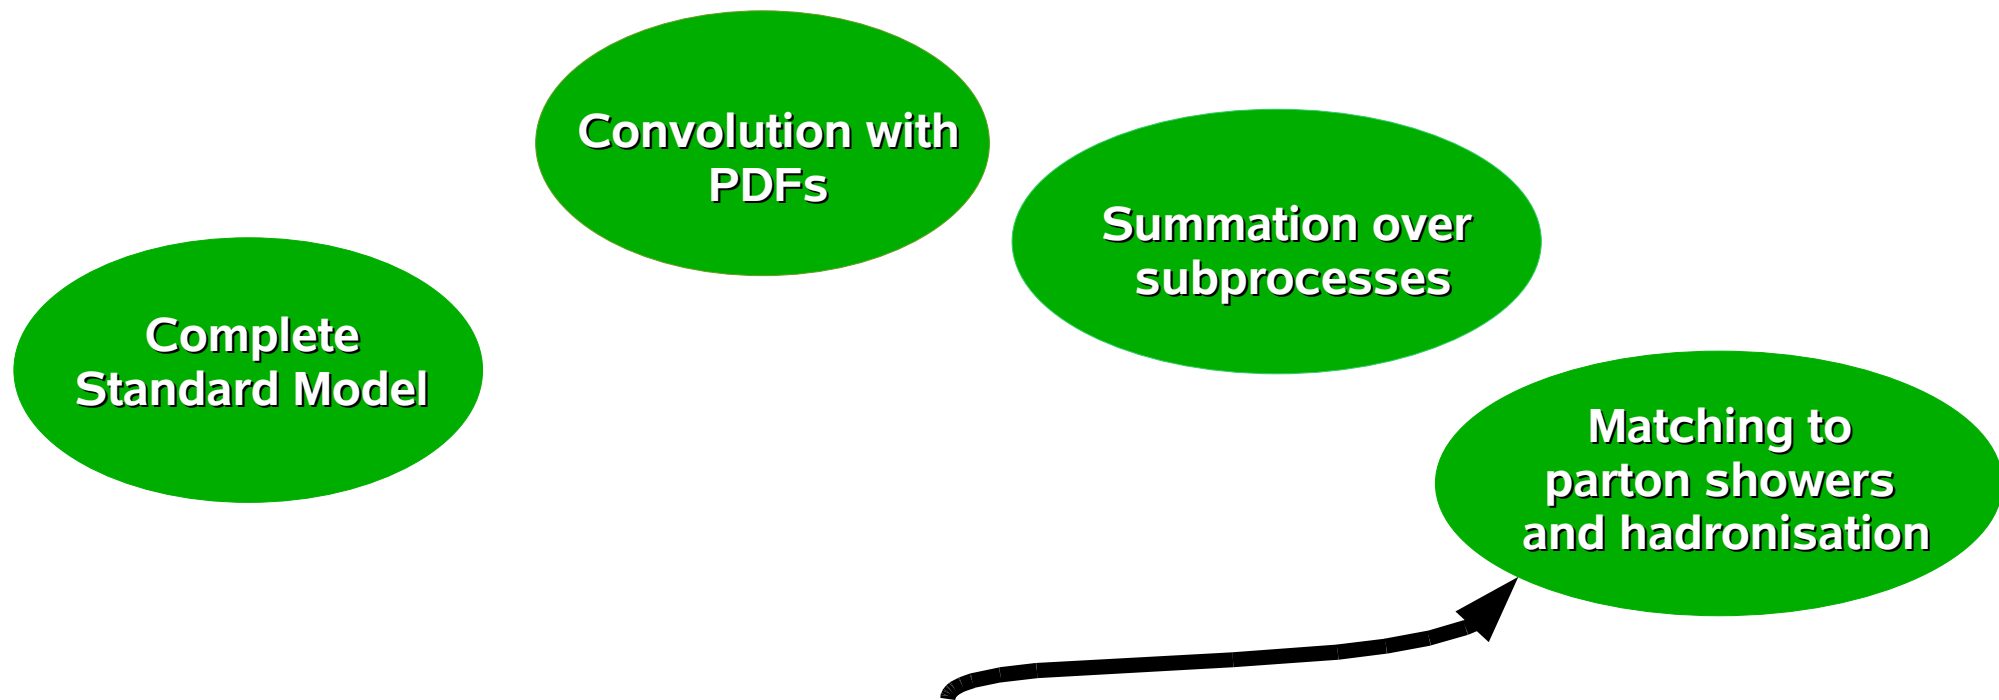 Convolution with
PDFs
Summation over
subprocesses
Complete
Standard Model
Matching to
parton showers
and hadronisation